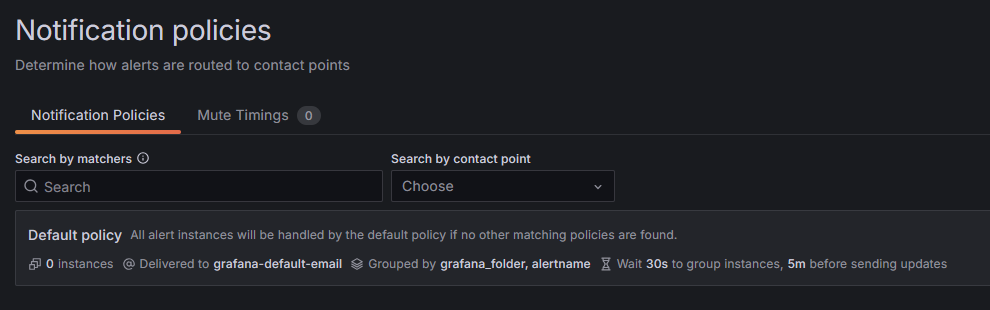 Notification policies
Determine how alerts are routed to contact points
Notification Policies Mute Timings 0
Search by matchers Search by contact point
Search Choose
Default policy All alert instances will be handled by the default policy if no other matching policies are found.
0 instances Delivered to grafana-default-email Grouped by grafana_folder, alertname Wait 30s to group instances, 5m before sending updates